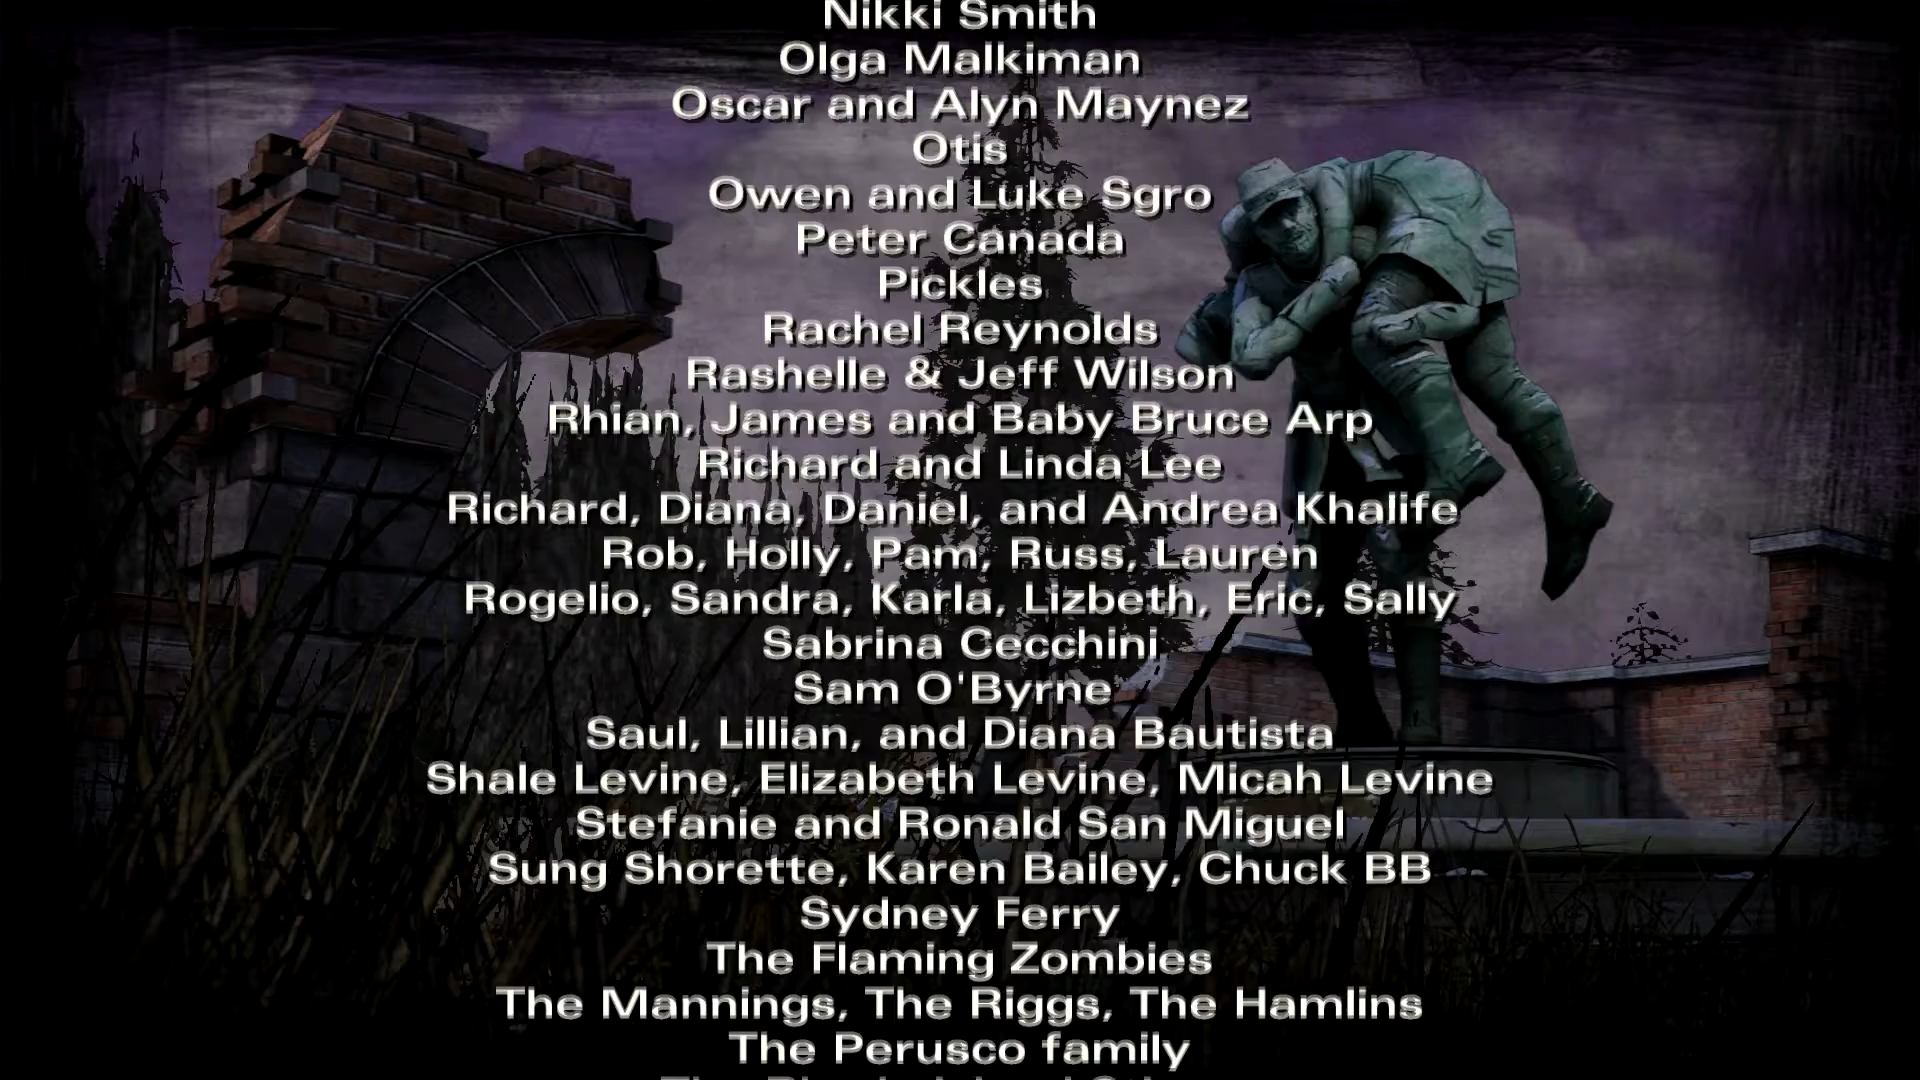 Nikki Smith
Olga Malkiman
Oscar and Alyn Maynez
Otis
Owen and Luke Sgro
Peter Canada
Pickles
Rachel Reynolds
Rashelle & Jeff Wilson
Rhian, James and Baby Bruce Arp
Richard and Linda Lee
Richard, Diana, Daniel, and Andrea Khalife
Rob, Holly, Pam, Russ, Lauren
Rogelio, Sandra, Karla, Lizbeth, Eric, Sally
Sabrina Cecchini
Sam O'Byrne
Saul, Lillian, and Diana Bautista
Shale Levine, Elizabeth Levine, Micah Levine
Stefanie and Ronald San Miguel
Sung Shorette, Karen Bailey, Chuck BB
Sydney Ferry
The Flaming Zombies
The Mannings, The Riggs, The Hamlins
The Perusco family